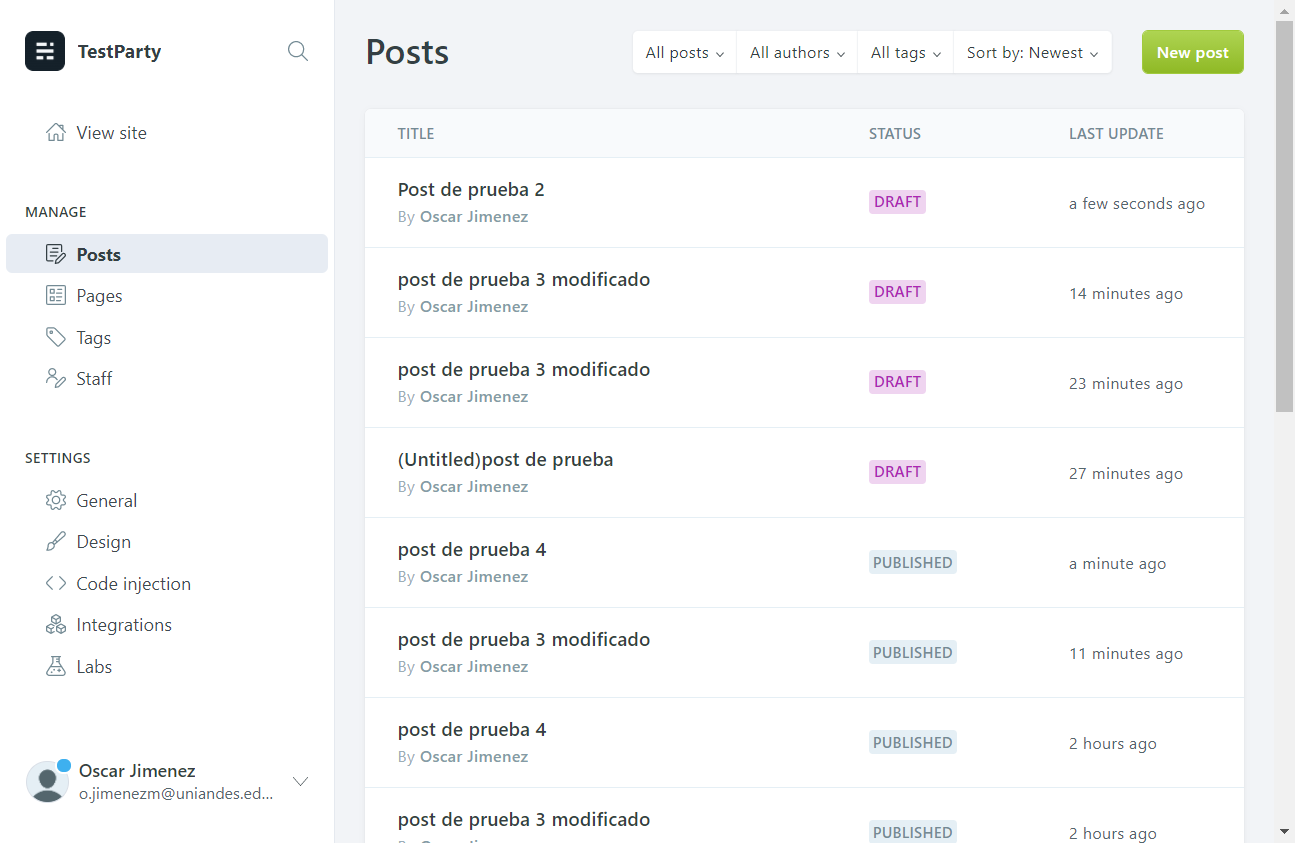 TestParty
View site
MANAGE
Posts
Pages
Tags
Staff
SETTINGS
General
Design
Code injection
Integrations
Labs
Oscar Jimenez
o.jimenezm@uniandes.ed...
Posts
All posts
All authors
All tags
Sort by: Newest
New post
TITLE STATUS LAST UPDATE
Post de prueba 2
By Oscar Jimenez
DRAFT
a few seconds ago
post de prueba 3 modificado
By Oscar Jimenez
DRAFT
14 minutes ago
post de prueba 3 modificado
By Oscar Jimenez
DRAFT
23 minutes ago
(Untitled)post de prueba
By Oscar Jimenez
DRAFT
27 minutes ago
post de prueba 4
By Oscar Jimenez
PUBLISHED
a minute ago
post de prueba 3 modificado
By Oscar Jimenez
PUBLISHED
11 minutes ago
post de prueba 4
By Oscar Jimenez
PUBLISHED
2 hours ago
post de prueba 3 modificado
PUBLISHED
2 hours ago